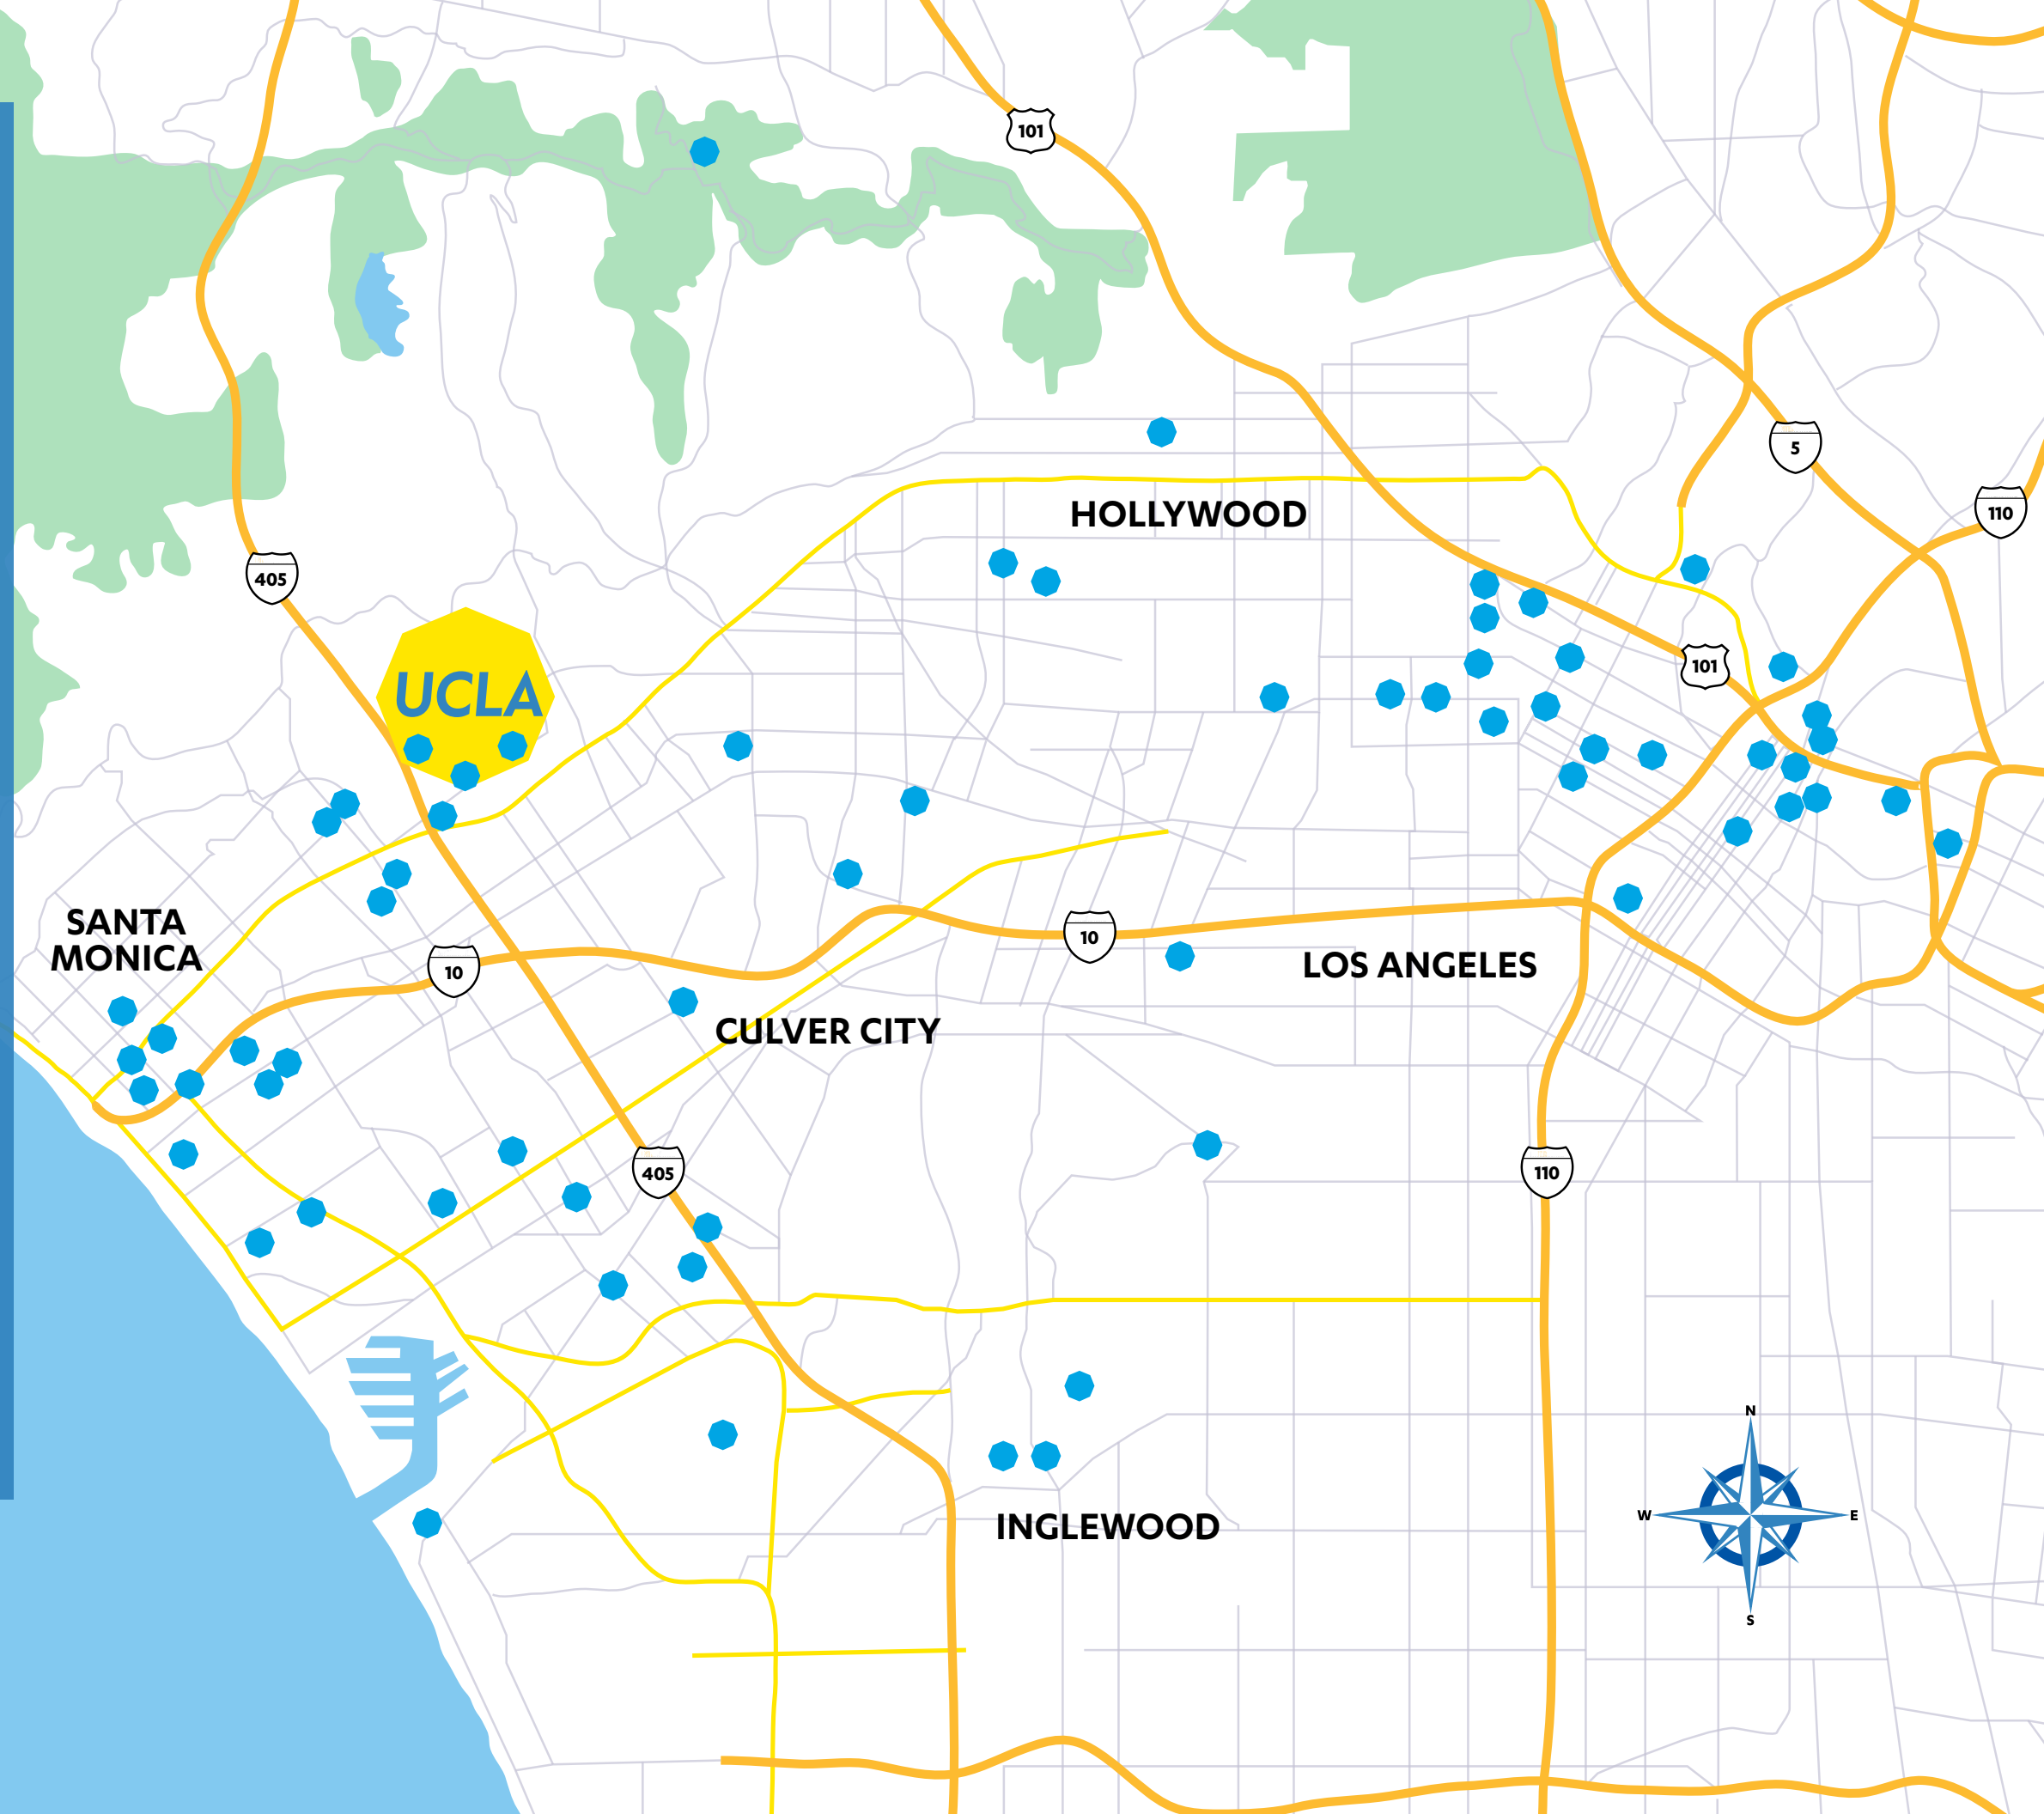 101
5
110
HOLLYWOOD
405
101
UCLA
SANTA
MONICA
10
10
LOS ANGELES
CULVER CITY
405
110
N
W
E
S
INGLEWOOD